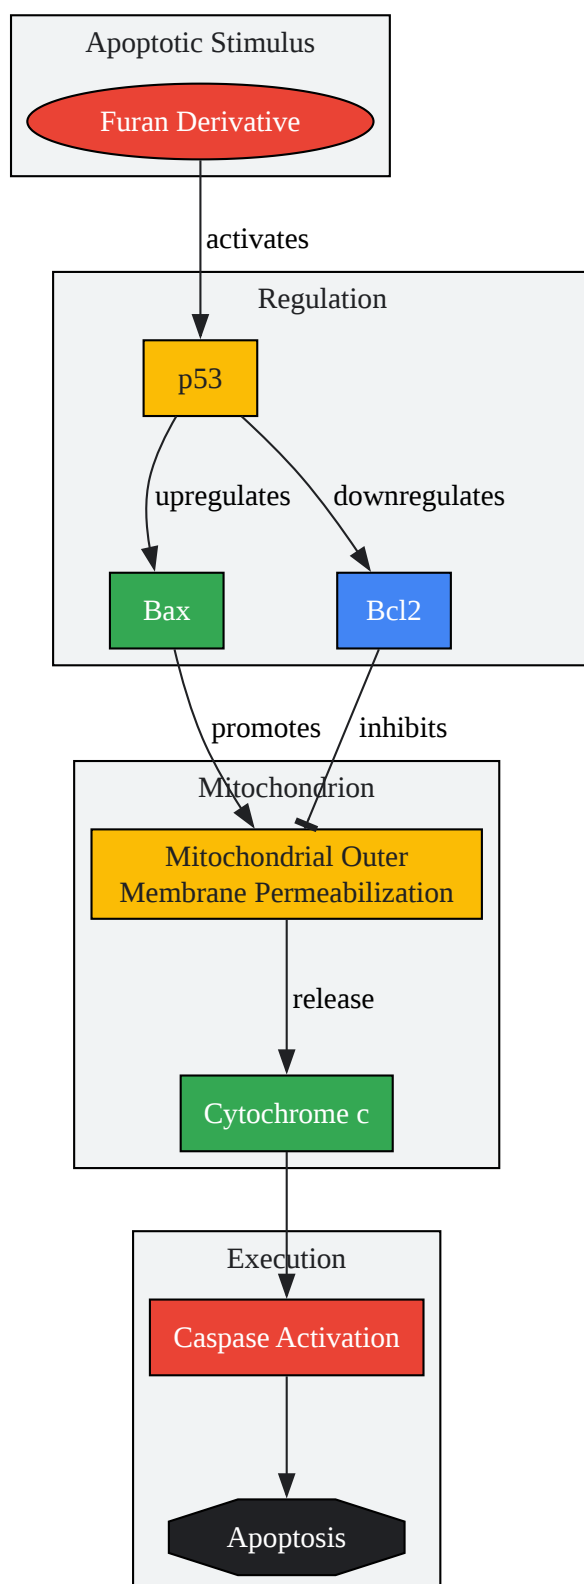 Apoptotic Stimulus
Furan Derivative
activates
Regulation
p53
upregulates
downregulates
Bax
Bcl2
promotes
inhibits
Mitochondrion
Mitochondrial Outer
Membrane Permeabilization
release
Cytochrome c
Execution
Caspase Activation
Apoptosis